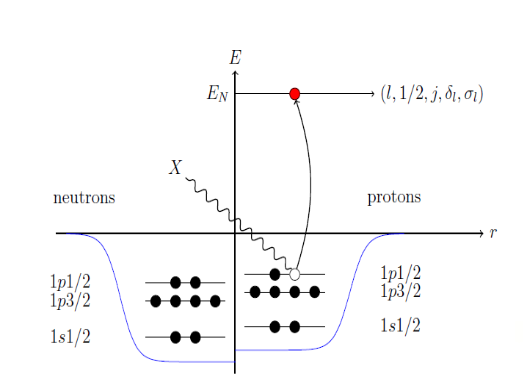 E
E_N
(l, 1/2, j, δ_l, σ_l)
X
neutrons
protons
r
1p1/2
1p3/2
1s1/2
1p1/2
1p3/2
1s1/2